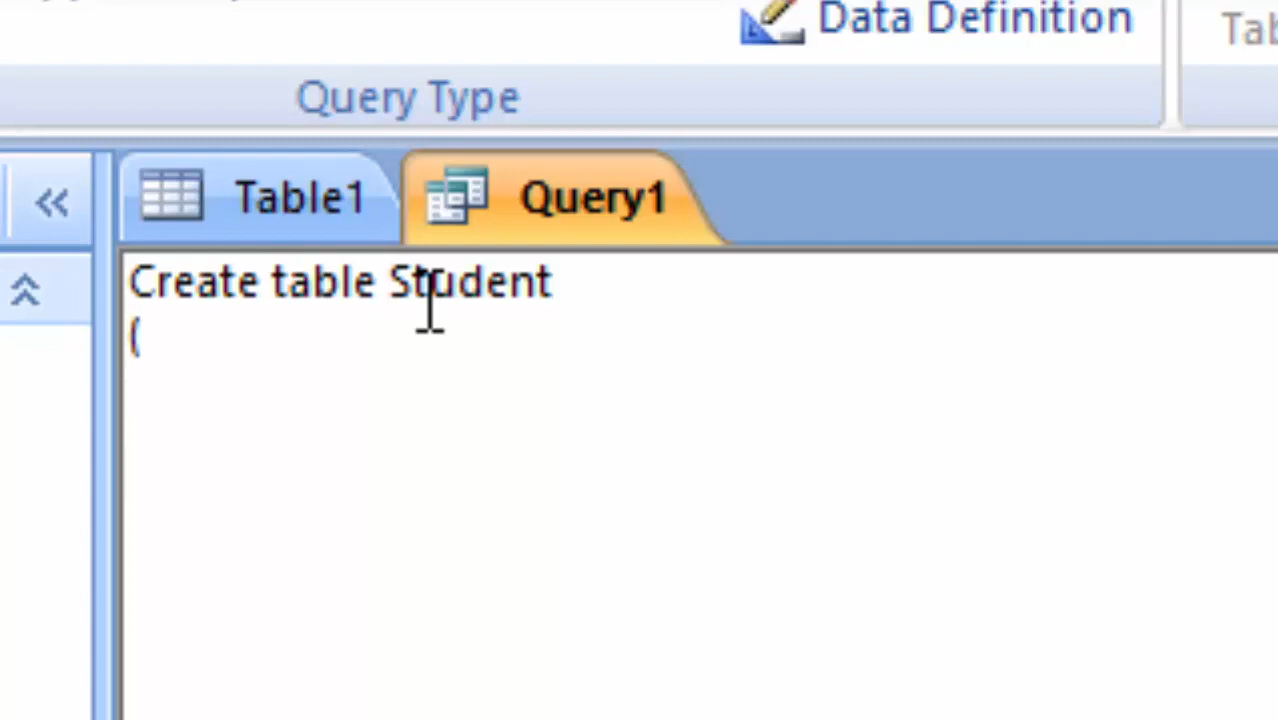 Data Definition
Query Type
Table1
Query1
Create table Student
(